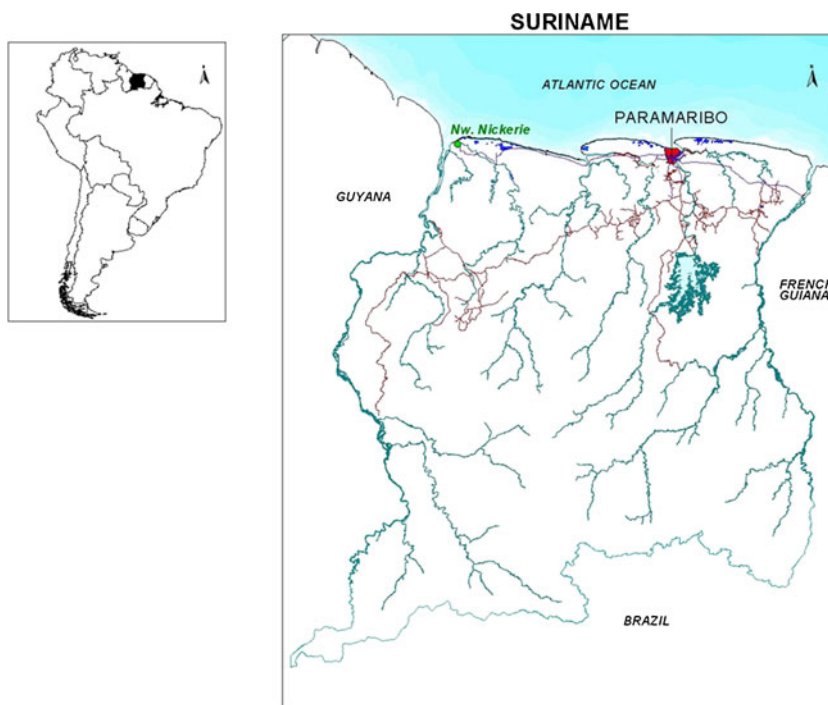 SURINAME
ATLANTIC OCEAN
PARAMARIBO
Nw. Nickerie
GUYANA
FRENCH
GUIANA
BRAZIL